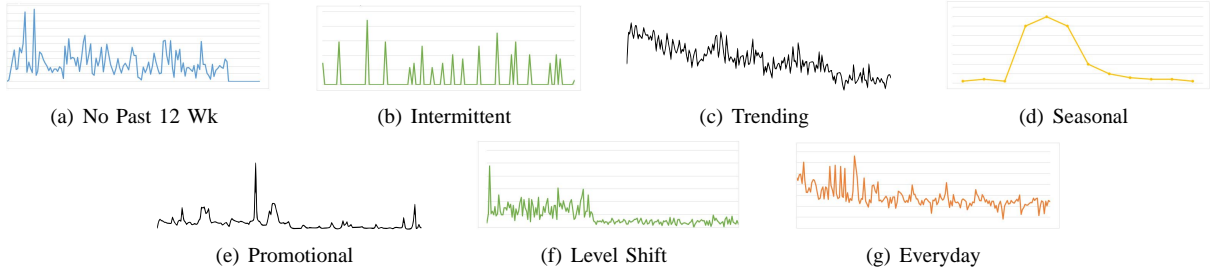 (a) No Past 12 Wk
(b) Intermittent
(c) Trending
(d) Seasonal
(e) Promotional
(f) Level Shift
(g) Everyday